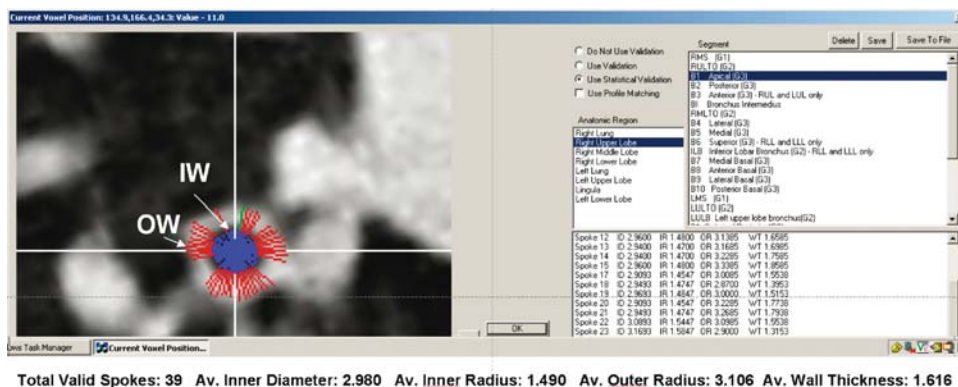 Current Voxel Position: 134.9,166.4,34.3: Value - 11.0
Do Not Use Validation
Use Validation
Use Statistical Validation
Use Profile Matching
Anatomic Region
Right Lung
Right Upper Lobe
Right Middle Lobe
Right Lower Lobe
Left Lung
Left Upper Lobe
Lingula
Left Lower Lobe
Segment
Delete
Save
Save To File
RMS (G1)
RULTO (G2)
B1 Apical (G3)
B2 Posterior (G3)
B3 Anterior (G3) - RUL and LUL only
BI Bronchus Intermedius
RMLTO (G2)
B4 Lateral (G3)
B5 Medial (G3)
B6 Superior (G3) - RLL and LLL only
ILB Inferior Lobar Bronchus (G2) - RLL and LLL only
B7 Medial Basal (G3)
B8 Anterior Basal (G3)
B9 Lateral Basal (G3)
B10 Posterior Basal (G3)
LMS (G1)
LULTO (G2)
LULB Left upper lobe bronchus(G2)
IW
OW
Spoke 12 ID 2.9600 IR 1.4800 OR 3.1385 WT 1.6585
Spoke 13 ID 2.9400 IR 1.4700 OR 3.1685 WT 1.6985
Spoke 14 ID 2.9400 IR 1.4700 OR 3.2285 WT 1.7585
Spoke 15 ID 2.9600 IR 1.4800 OR 3.3385 WT 1.8585
Spoke 17 ID 2.9093 IR 1.4547 OR 3.0085 WT 1.5538
Spoke 18 ID 2.9493 IR 1.4747 OR 2.8700 WT 1.3953
Spoke 19 ID 2.9693 IR 1.4847 OR 3.0000 WT 1.5153
Spoke 20 ID 2.9093 IR 1.4547 OR 3.2285 WT 1.7738
Spoke 21 ID 2.9493 IR 1.4747 OR 3.2685 WT 1.7938
Spoke 22 ID 3.0893 IR 1.5447 OR 3.0985 WT 1.5538
Spoke 23 ID 3.1693 IR 1.5847 OR 2.9000 WT 1.3153
OK
Task Manager
Current Voxel Position...
Total Valid Spokes: 39 Av. Inner Diameter: 2.980 Av. Inner Radius: 1.490 Av. Outer Radius: 3.106 Av. Wall Thickness: 1.616